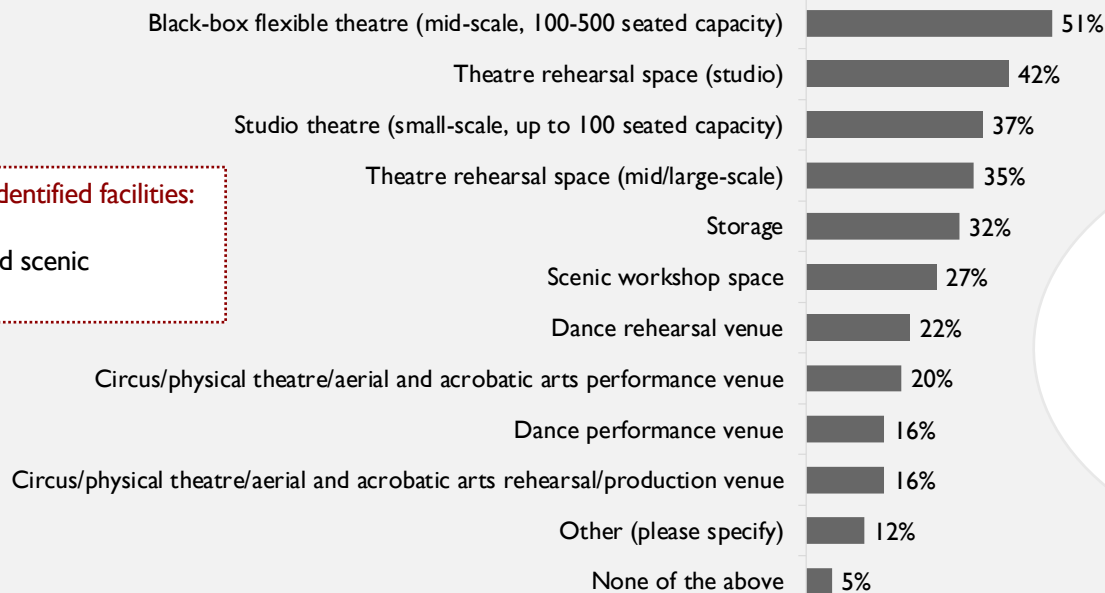 Black-box flexible theatre (mid-scale, 100-500 seated capacity) 51%
Theatre rehearsal space (studio) 42%
Studio theatre (small-scale, up to 100 seated capacity) 37%
Theatre rehearsal space (mid/large-scale) 35%
dentified facilities:
Storage 32%
d scenic
Scenic workshop space 27%
Dance rehearsal venue 22%
Circus/physical theatre/aerial and acrobatic arts performance venue 20%
Dance performance venue 16%
Circus/physical theatre/aerial and acrobatic arts rehearsal/production venue 16%
Other (please specify) 12%
None of the above 5%